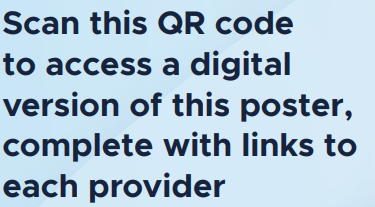 Scan this QR code
to access a digital
version of this poster,
complete with links to
each provider